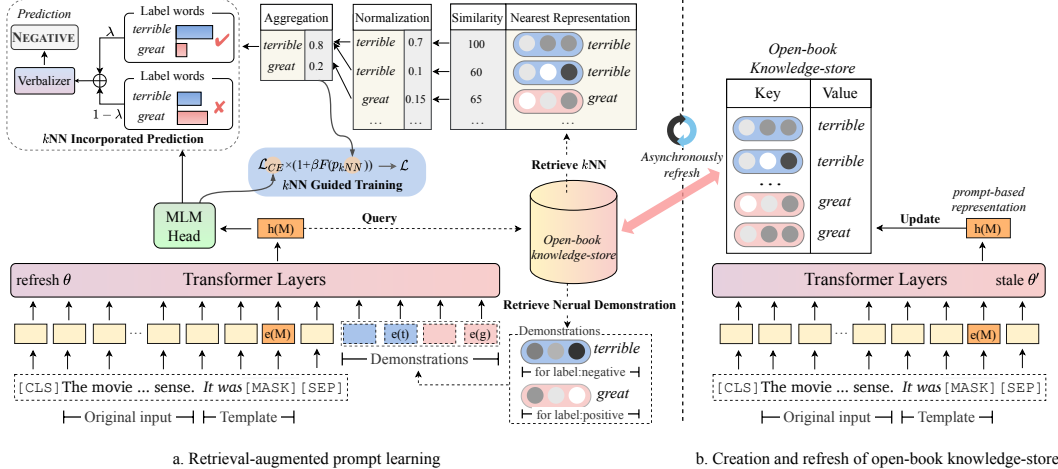 Prediction
NEGATIVE
Verbalizer
Label words
terrible
great
Label words
terrible
great
λ
1 − λ
kNN Incorporated Prediction
Aggregation
terrible 0.8
great 0.2
Normalization
terrible 0.7
terrible 0.1
great 0.15
... ...
Similarity
100
60
65
...
Nearest Representation
terrible
terrible
great
...
ℒCE×(1+βF(pkNN)) → ℒ
kNN Guided Training
Retrieve kNN
MLM
Head
h(M)
Query
Open-book
knowledge-store
refresh θ
Transformer Layers
Retrieve Nerual Demonstration
...
e(M)
e(t)
e(g)
Demonstrations
Demonstrations
terrible
for label:negative
great
for label:positive
[CLS] The movie ... sense. It was [MASK] [SEP]
Original input
Template
a. Retrieval-augmented prompt learning
Asynchronously
refresh
Open-book
Knowledge-store
Key Value
terrible
terrible
...
great
great
Update
prompt-based
representation
h(M)
Transformer Layers
stale θ′
...
e(M)
[CLS] The movie ... sense. It was [MASK] [SEP]
Original input
Template
b. Creation and refresh of open-book knowledge-store